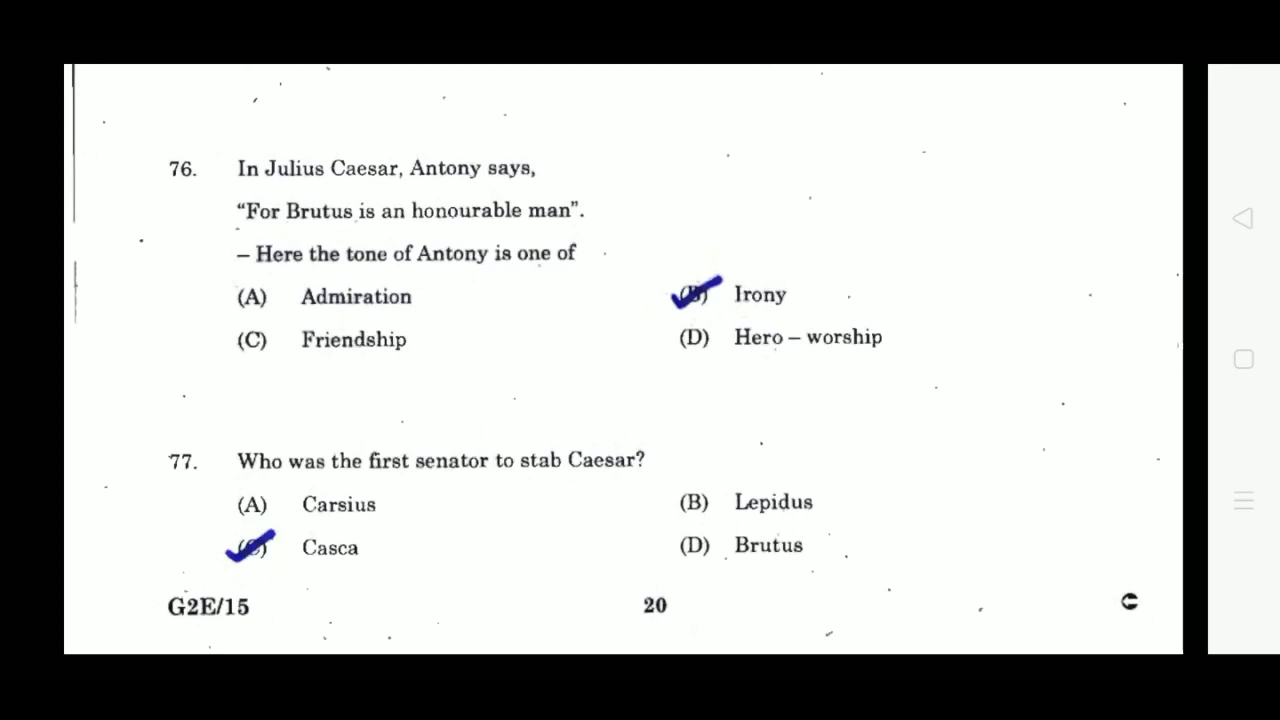 76. In Julius Caesar, Antony says,
“For Brutus is an honourable man”.
– Here the tone of Antony is one of
(A) Admiration (B) Irony
(C) Friendship (D) Hero – worship
77. Who was the first senator to stab Caesar?
(A) Carsius (B) Lepidus
(C) Casca (D) Brutus
G2E/15 20